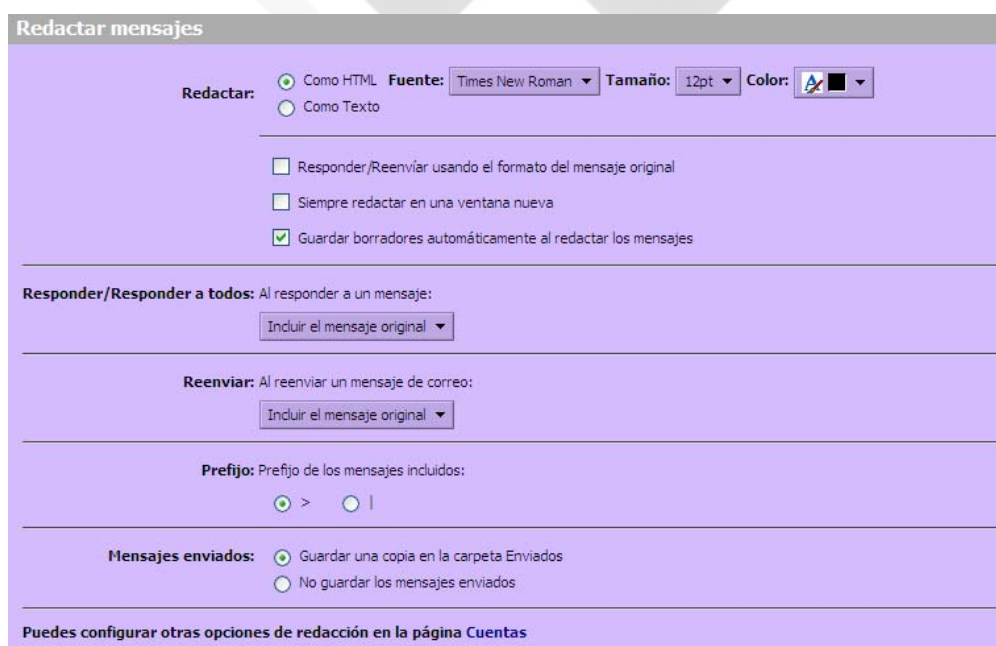 Redactar mensajes
Redactar: Como HTML Fuente: Times New Roman Tamaño: 12pt Color:
Como Texto
Responder/Reenvíar usando el formato del mensaje original
Siempre redactar en una ventana nueva
Guardar borradores automáticamente al redactar los mensajes
Responder/Responder a todos: Al responder a un mensaje:
Incluir el mensaje original
Reenviar: Al reenviar un mensaje de correo:
Incluir el mensaje original
Prefijo: Prefijo de los mensajes incluidos:
> |
Mensajes enviados: Guardar una copia en la carpeta Enviados
No guardar los mensajes enviados
Puedes configurar otras opciones de redacción en la página Cuentas